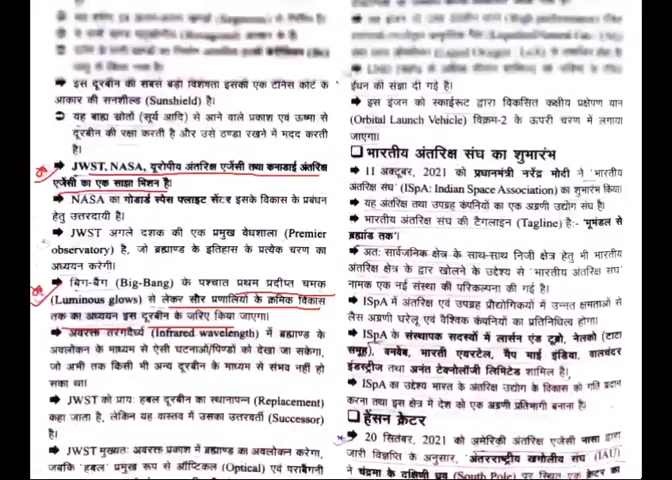 ➡ इस दूरबीन की सबसे बड़ी विशेषता इसकी एक टेनिस कोर्ट के
आकार की सनशील्ड (Sunshield) है।
➲ यह बाह्य स्रोतों (सूर्य आदि) से आने वाले प्रकाश एवं ऊष्मा से
दूरबीन की रक्षा करती है और उसे ठण्डा रखने में मदद करती
है।
➡ JWST, NASA, यूरोपीय अंतरिक्ष एजेंसी तथा कनाडाई अंतरिक्ष
एजेंसी का एक साझा मिशन है।
➡ NASA का गोडार्ड स्पेस फ्लाइट सेंटर इसके विकास के प्रबंधन
हेतु उत्तरदायी है।
➡ JWST अगले दशक की एक प्रमुख वेधशाला (Premier
observatory) है, जो ब्रह्माण्ड के इतिहास के प्रत्येक चरण का
अध्ययन करेगी।
➡ बिग-बैंग (Big-Bang) के पश्चात प्रथम प्रदीप्त चमक
(Luminous glows) से लेकर सौर प्रणालियों के क्रमिक विकास
तक का अध्ययन इस दूरबीन के जरिए किया जाएगा।
➡ अवरक्त तरंगदैर्ध्य (Infrared wavelength) में ब्रह्माण्ड के
अवलोकन के माध्यम से ऐसी घटनाओं/पिण्डों को देखा जा सकेगा,
जो अभी तक किसी भी अन्य दूरबीन के माध्यम से संभव नहीं हो
सका था।
➡ JWST को प्रायः हबल दूरबीन का स्थानापन्न (Replacement)
कहा जाता है, लेकिन यह वास्तव में उसका उत्तरवर्ती (Successor)
है।
➡ JWST मुख्यतः अवरक्त प्रकाश में ब्रह्माण्ड का अवलोकन करेगा,
जबकि 'हबल' प्रमुख रूप से ऑप्टिकल (Optical) एवं पराबैंगनी
ईंधन की संज्ञा दी गई है।
➡ इस इंजन को स्काईरूट द्वारा विकसित कक्षीय प्रक्षेपण यान
(Orbital Launch Vehicle) विक्रम-2 के ऊपरी चरण में लगाया
जाएगा।
❑ भारतीय अंतरिक्ष संघ का शुभारंभ
➡ 11 अक्टूबर, 2021 को प्रधानमंत्री नरेंद्र मोदी ने 'भारतीय
अंतरिक्ष संघ' (ISpA: Indian Space Association) का शुभारंभ किया।
➡ यह अंतरिक्ष तथा उपग्रह कंपनियों का एक अग्रणी उद्योग संघ है।
➡ भारतीय अंतरिक्ष संघ की टैगलाइन (Tagline) है- 'भूमंडल से
ब्रह्मांड तक'।
➡ अतः सार्वजनिक क्षेत्र के साथ-साथ निजी क्षेत्र हेतु भी भारतीय
अंतरिक्ष क्षेत्र के द्वार खोलने के उद्देश्य से 'भारतीय अंतरिक्ष संघ'
नामक एक नई संस्था की परिकल्पना की गई है।
➡ ISpA में अंतरिक्ष एवं उपग्रह प्रौद्योगिकियों में उन्नत क्षमताओं से
लैस अग्रणी घरेलू एवं वैश्विक कंपनियों का प्रतिनिधित्व होगा।
➡ ISpA के संस्थापक सदस्यों में लार्सन एंड टूब्रो, नेलको (टाटा
समूह), वनवेब, भारती एयरटेल, मैप माई इंडिया, वालचंदर
इंडस्ट्रीज तथा अनंत टेक्नोलॉजी लिमिटेड शामिल हैं।
➡ ISpA का उद्देश्य भारत के अंतरिक्ष उद्योग के विकास को गति प्रदान
करना तथा इस क्षेत्र में देश को एक अग्रणी प्रतिभागी बनाना है।
❑ हेंसन क्रेटर
➡ 20 सितंबर, 2021 को अमेरिकी अंतरिक्ष एजेंसी नासा द्वारा
जारी विज्ञप्ति के अनुसार, 'अंतरराष्ट्रीय खगोलीय संघ' (IAU)
ने चंद्रमा के दक्षिणी ध्रुव (South Pole) पर स्थित एक क्रेटर का